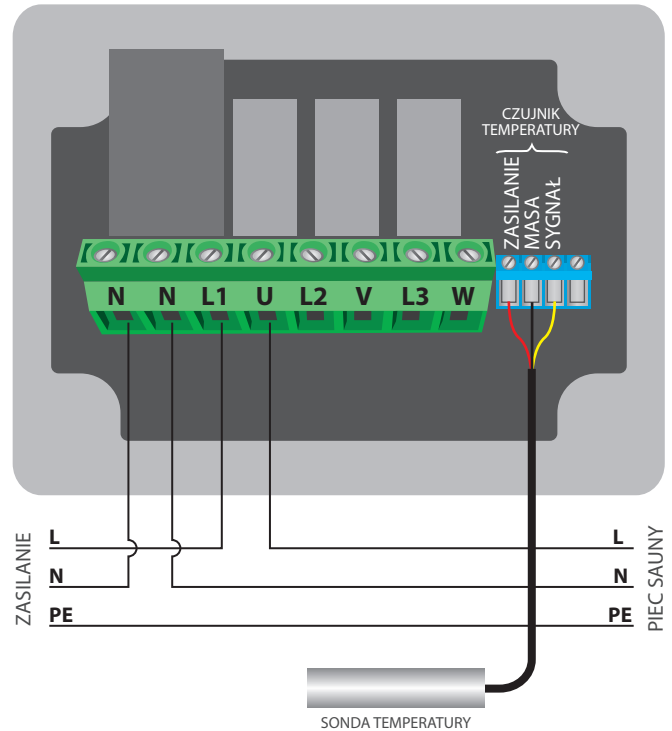 CZUJNIK
TEMPERATURY
ZASILANIE
MASA
SYGNAŁ
N N L1 U L2 V L3 W
ZASILANIE
L
N
PE
L
N
PE
PIEC SAUNY
SONDA TEMPERATURY